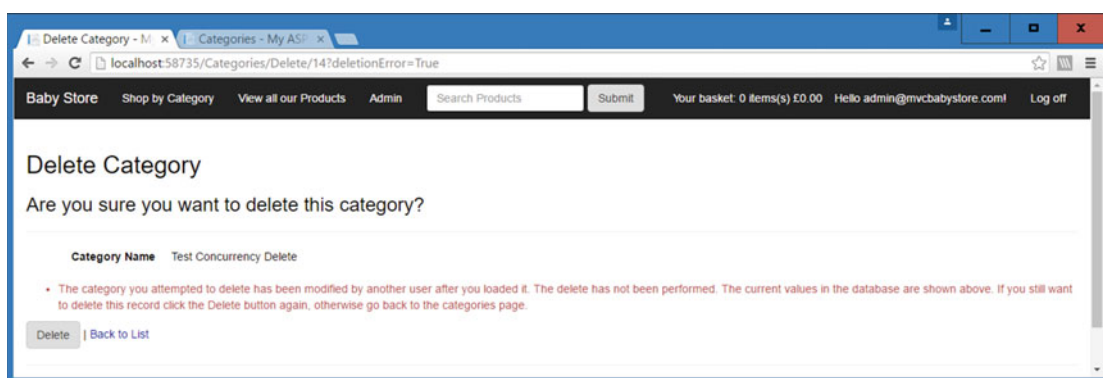 Delete Category - M
Categories - My ASP
localhost:58735/Categories/Delete/14?deletionError=True
Baby Store Shop by Category View all our Products Admin Search Products Submit Your basket: 0 items(s) £0.00 Hello admin@mvcbabystore.com! Log off
Delete Category
Are you sure you want to delete this category?
Category Name Test Concurrency Delete
• The category you attempted to delete has been modified by another user after you loaded it. The delete has not been performed. The current values in the database are shown above. If you still want
to delete this record click the Delete button again, otherwise go back to the categories page.
Delete | Back to List